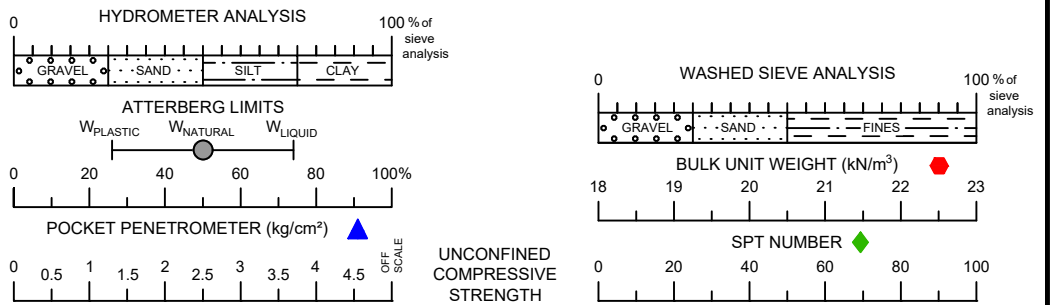 HYDROMETER ANALYSIS
0 100 % of sieve analysis
GRAVEL SAND SILT CLAY
ATTERBERG LIMITS
WPLASTIC WNATURAL WLIQUID
0 20 40 60 80 100%
POCKET PENETROMETER (kg/cm²)
0 0.5 1 1.5 2 2.5 3 3.5 4 4.5 OFF SCALE
UNCONFINED
COMPRESSIVE
STRENGTH
WASHED SIEVE ANALYSIS
0 100 % of sieve analysis
GRAVEL SAND FINES
BULK UNIT WEIGHT (kN/m³)
18 19 20 21 22 23
SPT NUMBER
0 20 40 60 80 100